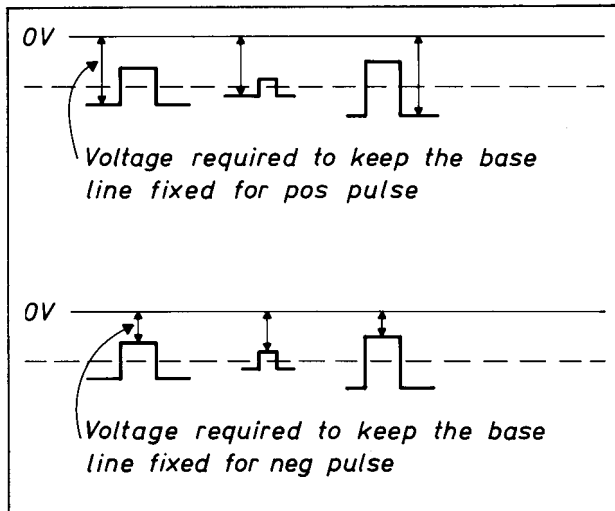 0V
Voltage required to keep the base
line fixed for pos pulse
0V
Voltage required to keep the base
line fixed for neg pulse